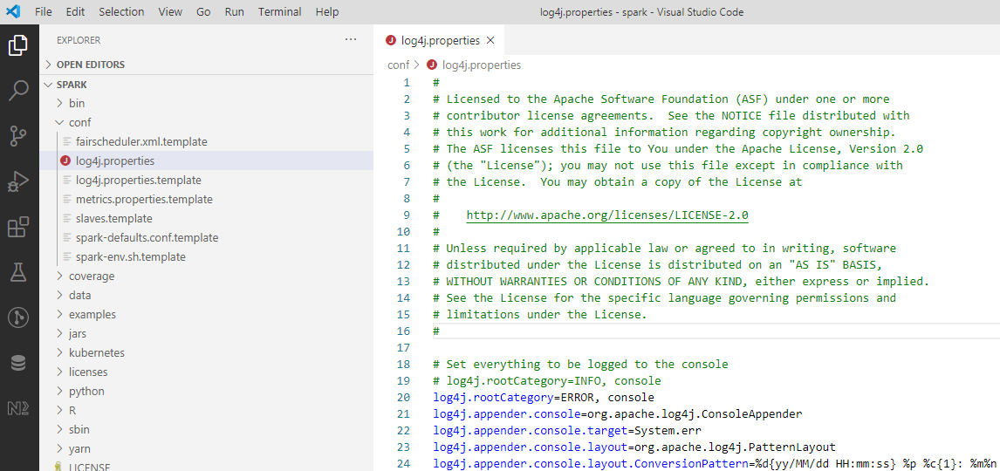 File Edit Selection View Go Run Terminal Help log4j.properties - spark - Visual Studio Code
EXPLORER
OPEN EDITORS
SPARK
bin
conf
fairscheduler.xml.template
log4j.properties
log4j.properties.template
metrics.properties.template
slaves.template
spark-defaults.conf.template
spark-env.sh.template
coverage
data
examples
jars
kubernetes
licenses
python
R
sbin
yarn
LICENSE
N2
log4j.properties
conf > log4j.properties
1 #
2 # Licensed to the Apache Software Foundation (ASF) under one or more
3 # contributor license agreements.  See the NOTICE file distributed with
4 # this work for additional information regarding copyright ownership.
5 # The ASF licenses this file to You under the Apache License, Version 2.0
6 # (the "License"); you may not use this file except in compliance with
7 # the License.  You may obtain a copy of the License at
8 #
9 #    http://www.apache.org/licenses/LICENSE-2.0
10 #
11 # Unless required by applicable law or agreed to in writing, software
12 # distributed under the License is distributed on an "AS IS" BASIS,
13 # WITHOUT WARRANTIES OR CONDITIONS OF ANY KIND, either express or implied.
14 # See the License for the specific language governing permissions and
15 # limitations under the License.
16 #
17
18 # Set everything to be logged to the console
19 # log4j.rootCategory=INFO, console
20 log4j.rootCategory=ERROR, console
21 log4j.appender.console=org.apache.log4j.ConsoleAppender
22 log4j.appender.console.target=System.err
23 log4j.appender.console.layout=org.apache.log4j.PatternLayout
24 log4j.appender.console.layout.ConversionPattern=%d{yy/MM/dd HH:mm:ss} %p %c{1}: %m%n